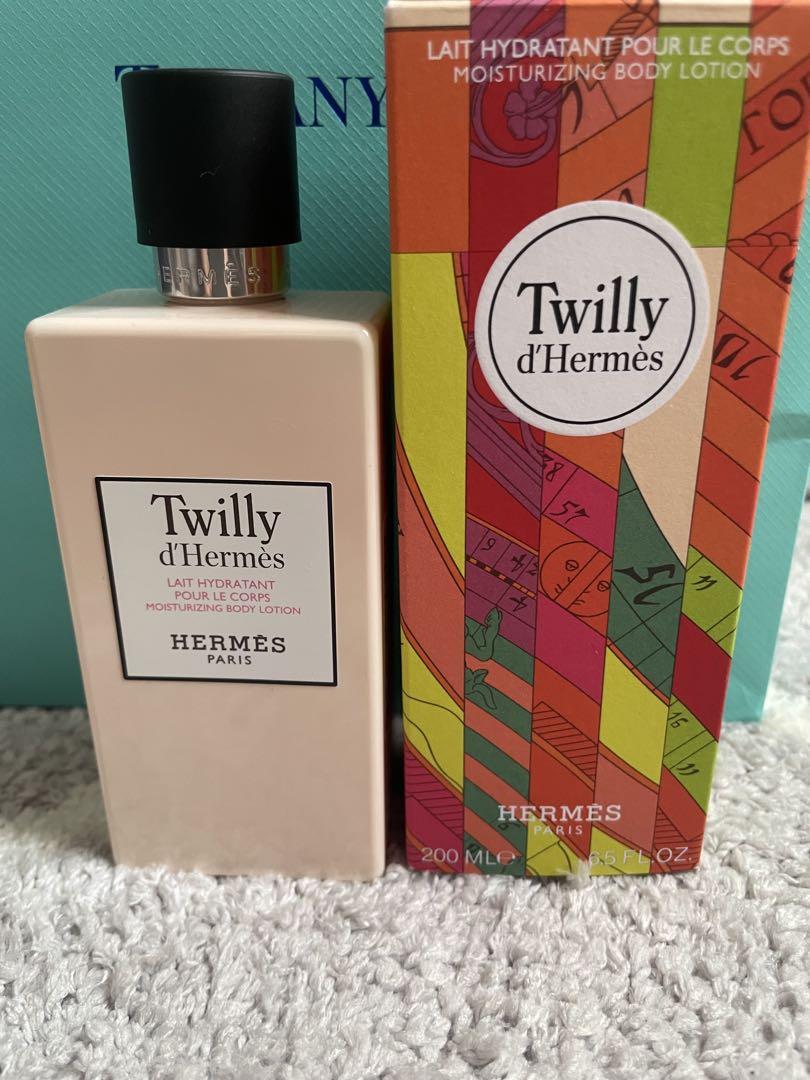 LAIT HYDRATANT POUR LE CORPS
MOISTURIZING BODY LOTION
Twilly
d'Hermès
HERMÈS
PARIS
200 ML℮ 6.5 FL.OZ.
HERMÈS
Twilly
d'Hermès
LAIT HYDRATANT
POUR LE CORPS
MOISTURIZING BODY LOTION
HERMÈS
PARIS